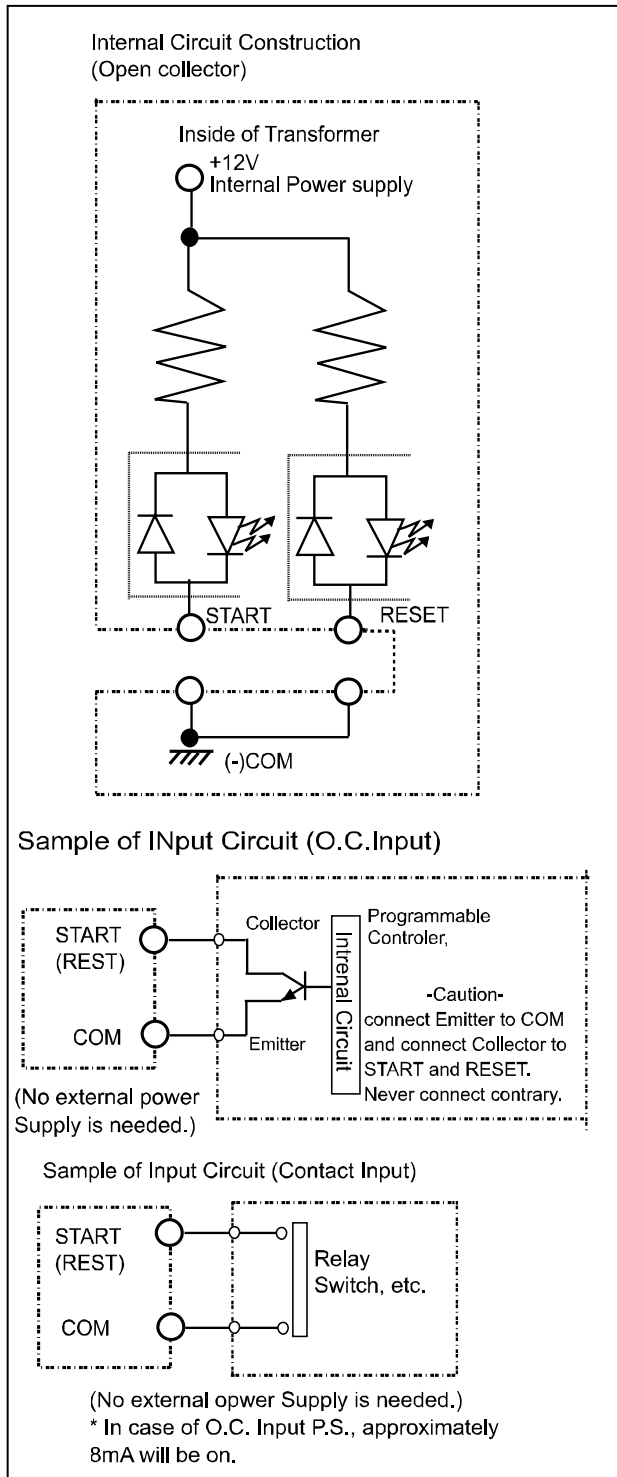 Internal Circuit Construction
(Open collector)
Inside of Transformer
+12V
Internal Power supply
START
RESET
(-)COM
Sample of INput Circuit (O.C.Input)
START
(REST)
COM
(No external power
Supply is needed.)
Collector
Emitter
Intrenal Circuit
Programmable
Controler,
-Caution-
connect Emitter to COM
and connect Collector to
START and RESET.
Never connect contrary.
Sample of Input Circuit (Contact Input)
START
(REST)
COM
Relay
Switch, etc.
(No external opwer Supply is needed.)
* In case of O.C. Input P.S., approximately
8mA will be on.